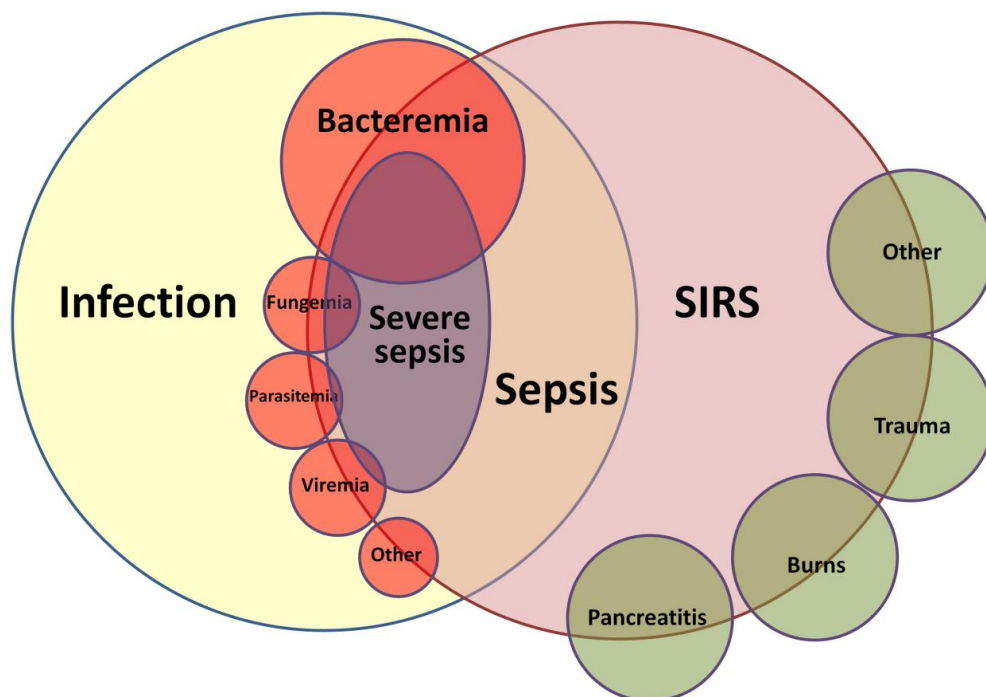 Bacteremia
Other
Infection
Fungemia
SIRS
Severe
sepsis
Sepsis
Parasitemia
Trauma
Viremia
Other
Burns
Pancreatitis